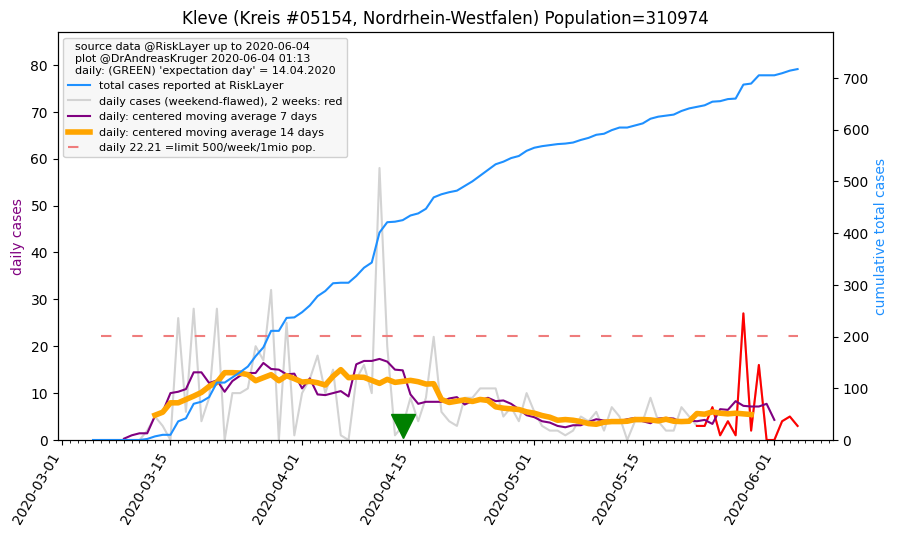 Kleve (Kreis #05154, Nordrhein-Westfalen) Population=310974
source data @RiskLayer up to 2020-06-04
plot @DrAndreasKruger 2020-06-04 01:13
daily: (GREEN) 'expectation day' = 14.04.2020
total cases reported at RiskLayer
daily cases (weekend-flawed), 2 weeks: red
daily: centered moving average 7 days
daily: centered moving average 14 days
daily 22.21 =limit 500/week/1mio pop.
daily cases
80
70
60
50
40
30
20
10
0
cumulative total cases
700
600
500
400
300
200
100
0
2020-03-01
2020-03-15
2020-04-01
2020-04-15
2020-05-01
2020-05-15
2020-06-01